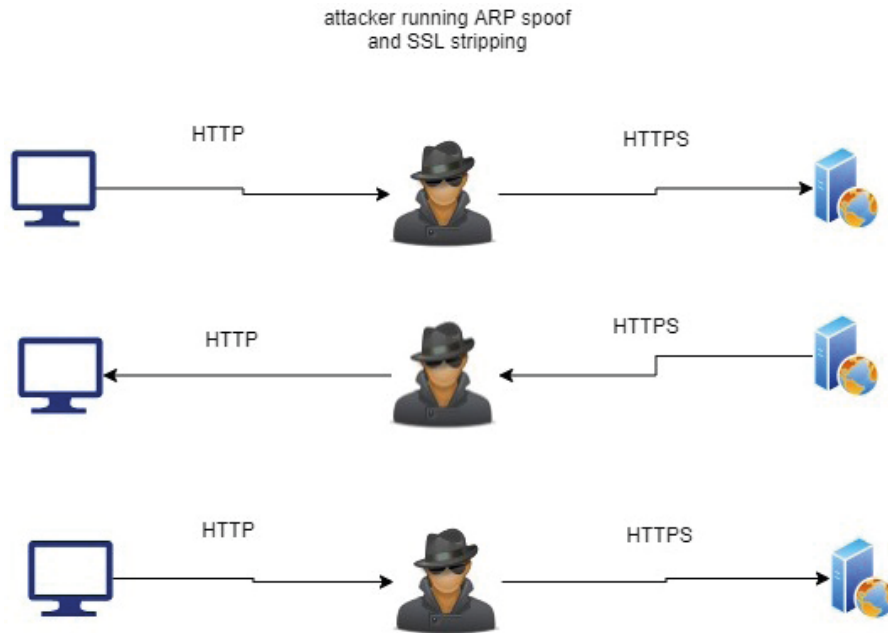 attacker running ARP spoof
and SSL stripping
HTTP
HTTPS
HTTP
HTTPS
HTTP
HTTPS